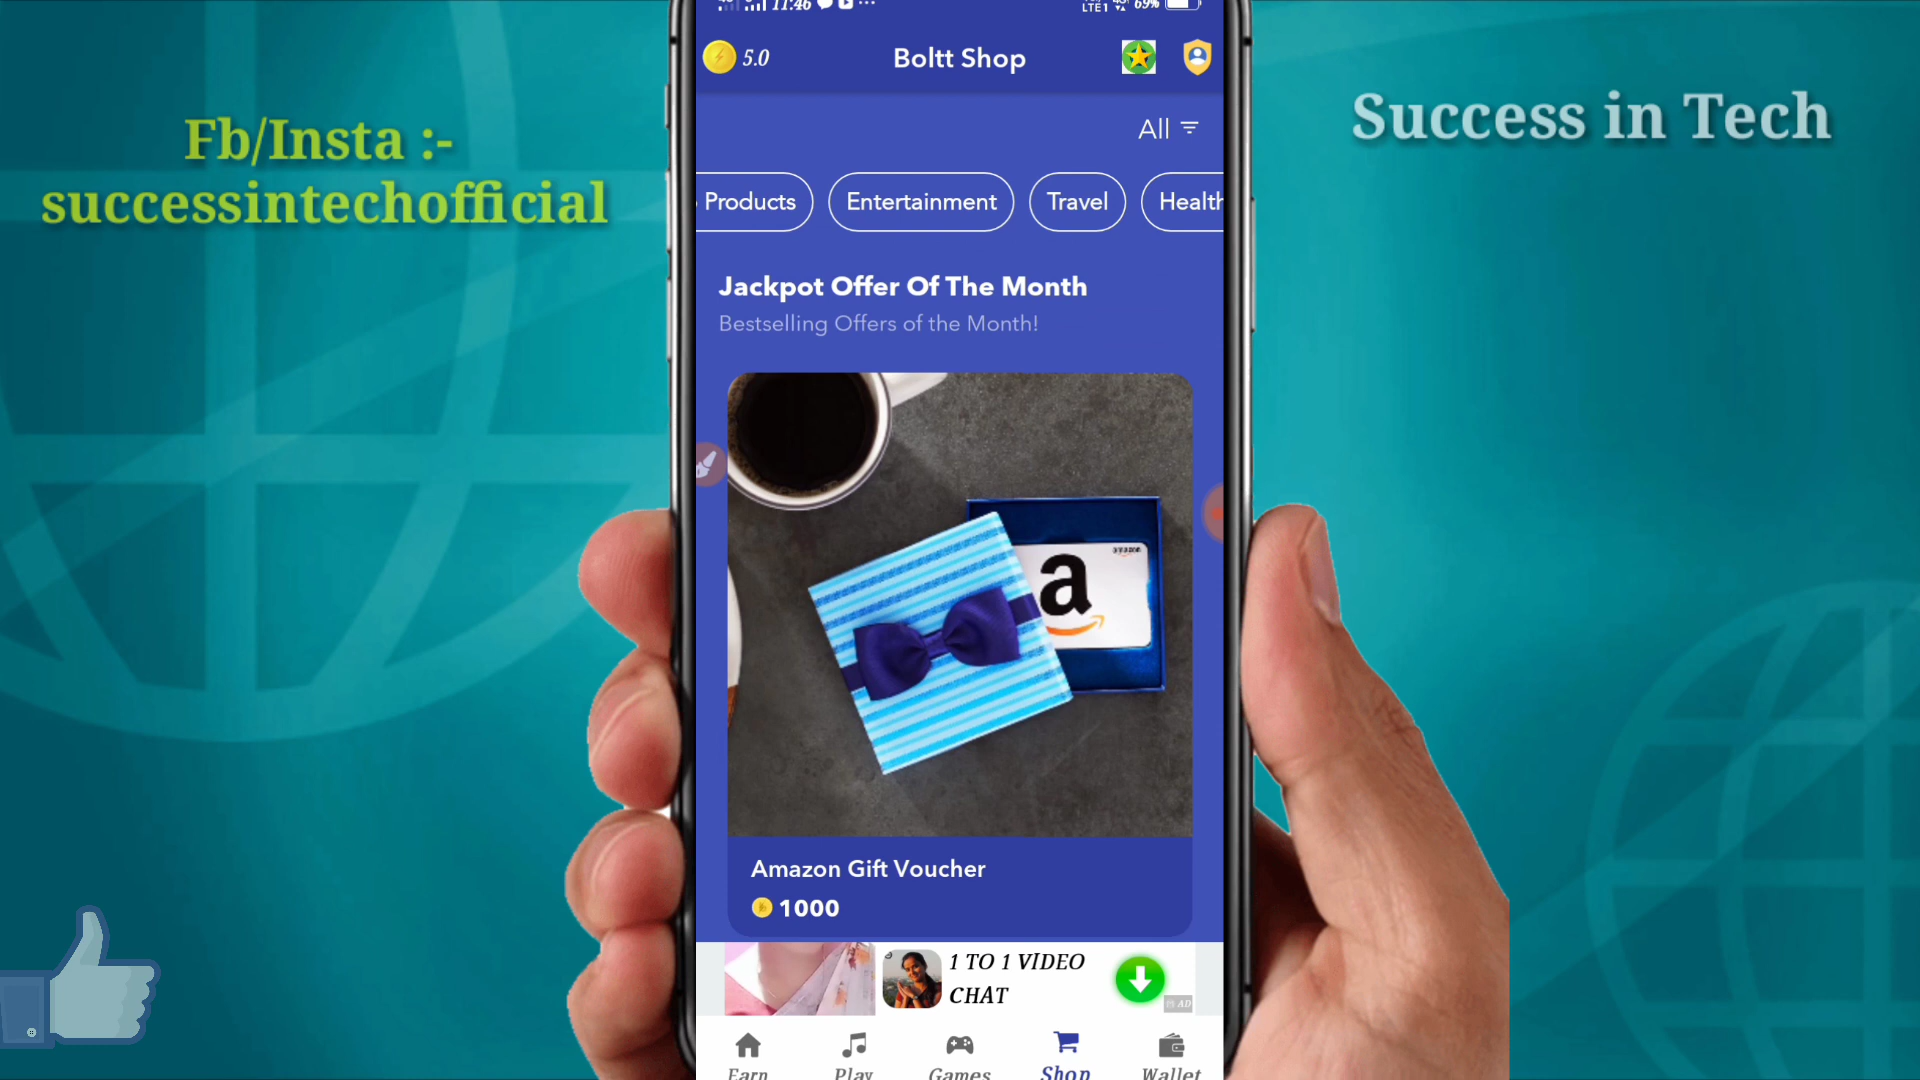 Fb/Insta :-
successintechofficial
Success in Tech
11:46
LTE1 69%
5.0
Boltt Shop
All
Products
Entertainment
Travel
Health
Jackpot Offer Of The Month
Bestselling Offers of the Month!
a
amazon
Amazon Gift Voucher
1000
1 TO 1 VIDEO
CHAT
AD
Earn
Play
Games
Shop
Wallet